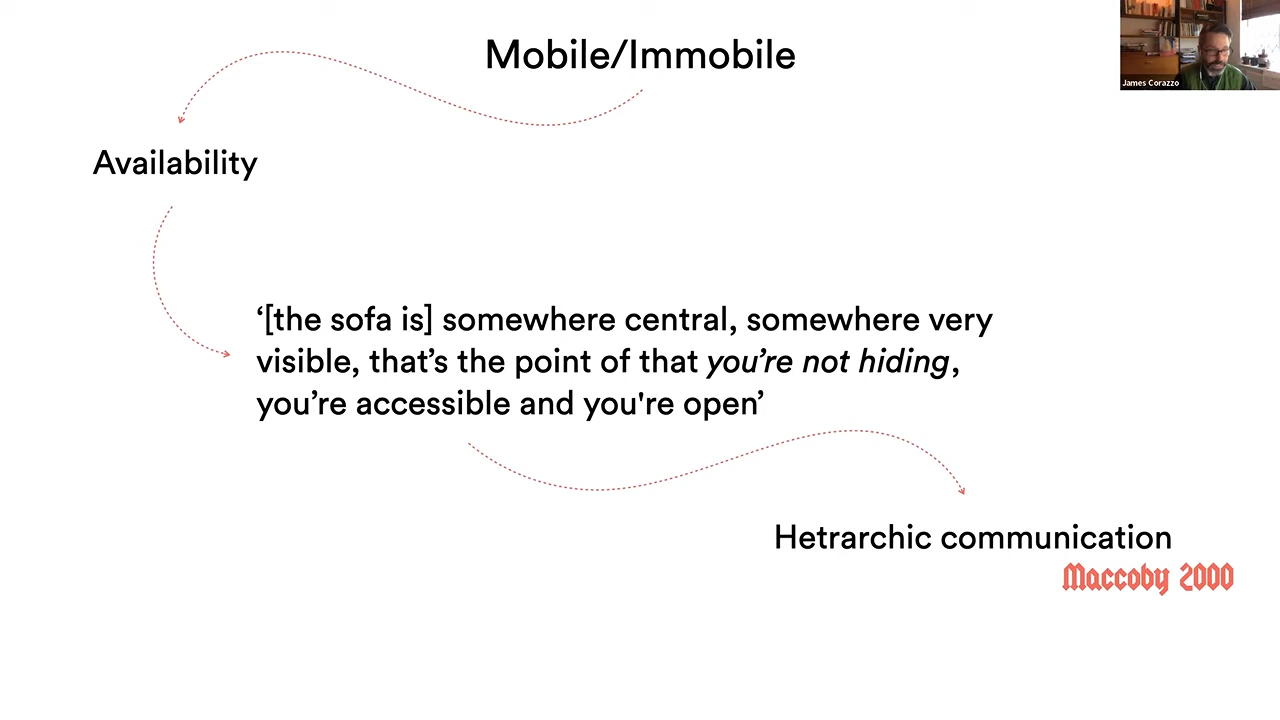 Mobile/Immobile
James Corazzo
Availability
‘[the sofa is] somewhere central, somewhere very
visible, that’s the point of that you’re not hiding,
you’re accessible and you're open’
Hetrarchic communication
Maccoby 2000